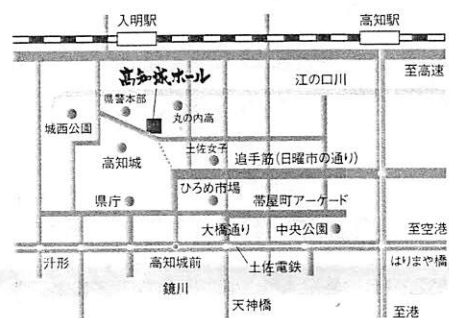 入明駅
高知駅
高知城ホール
江の口川
至高速
県警本部
丸の内高
城西公園
土佐女子
高知城
追手筋(日曜市の通り)
ひろめ市場
県庁
帯屋町アーケード
大橋通り
中央公園
至空港
升形
高知城前
土佐電鉄
はりまや橋
鏡川
天神橋
至港